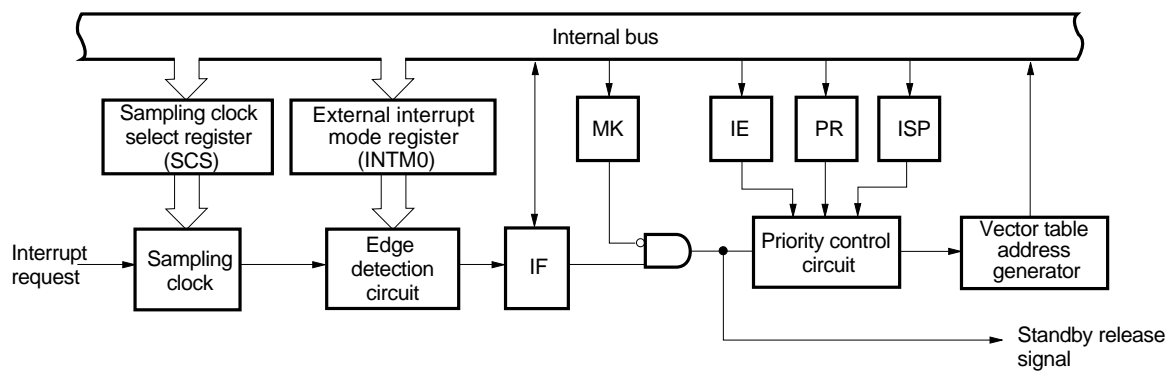 Internal bus
Sampling clock
select register
(SCS)
External interrupt
mode register
(INTM0)
MK
IE
PR
ISP
Interrupt
request
Sampling
clock
Edge
detection
circuit
IF
Priority control
circuit
Vector table
address
generator
Standby release
signal